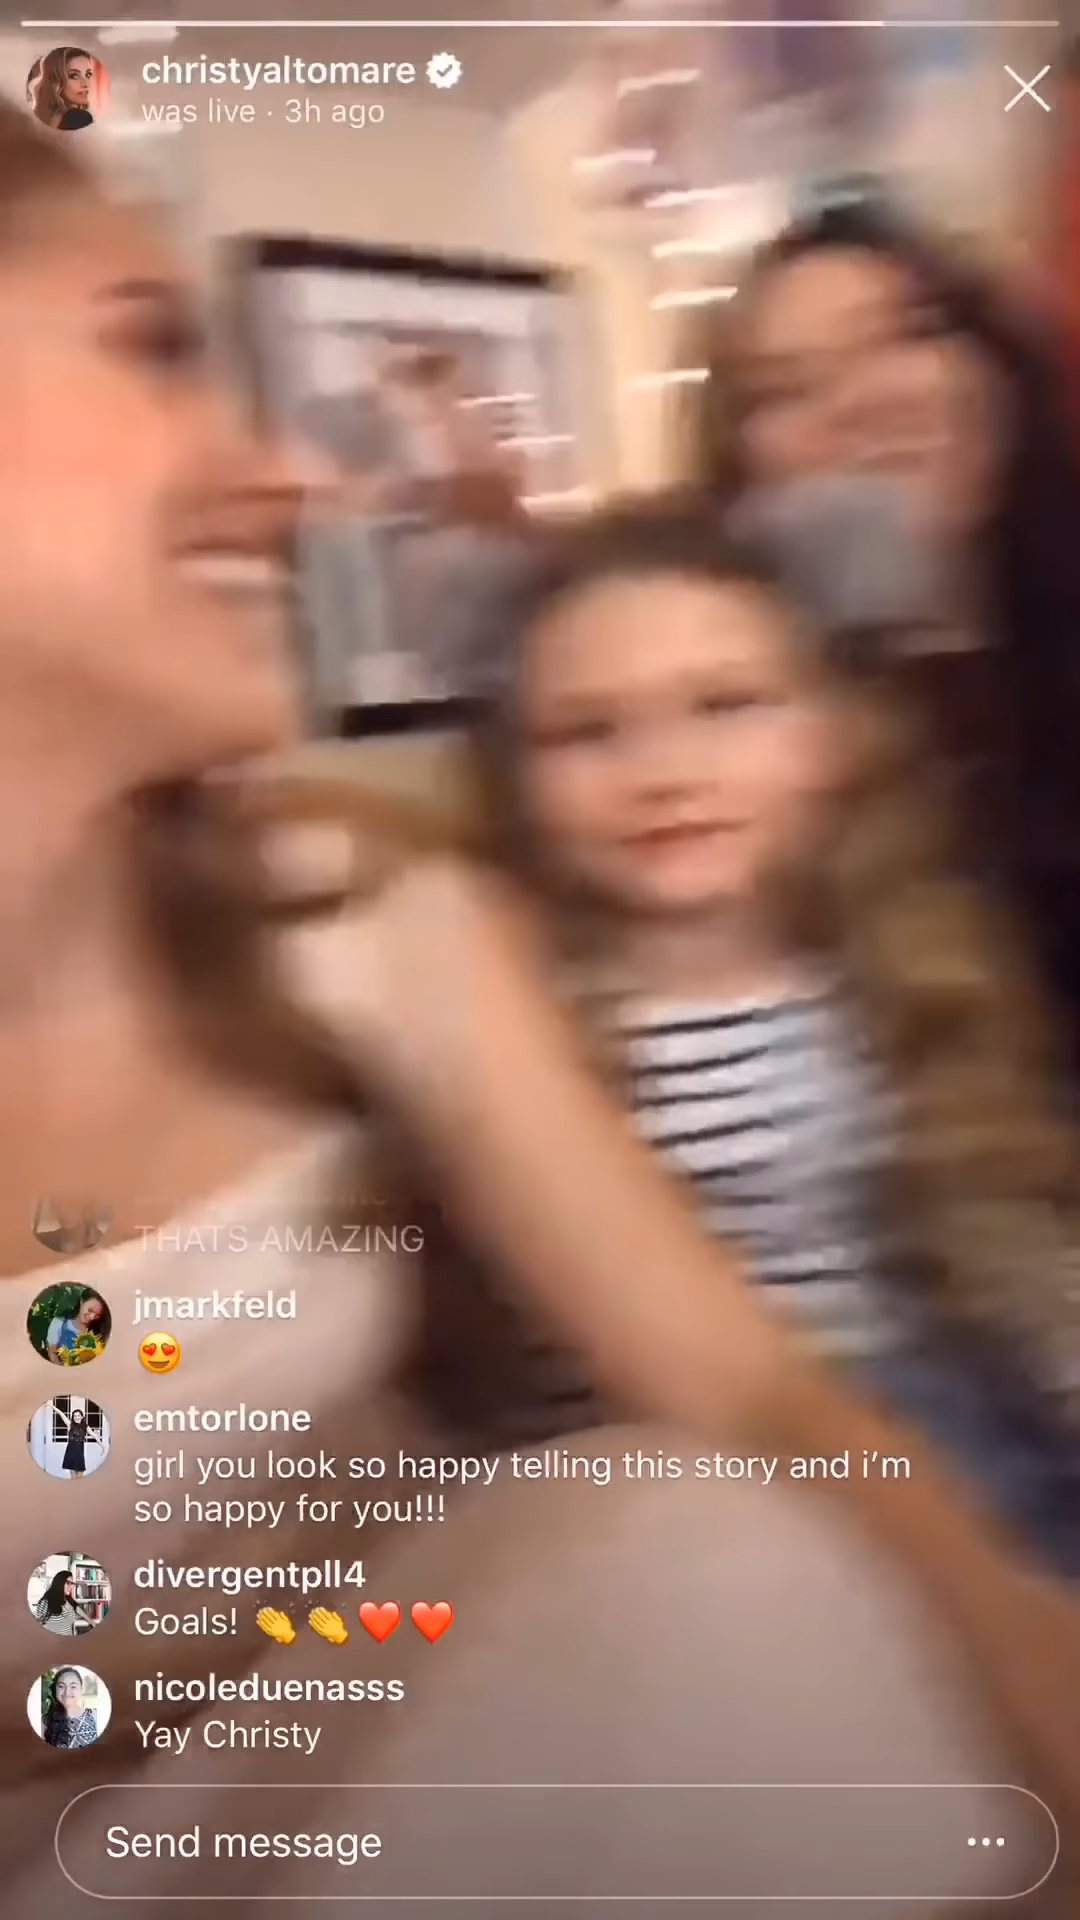 christyaltomare
was live · 3h ago
THATS AMAZING
jmarkfeld
😍
emtorlone
girl you look so happy telling this story and i'm
so happy for you!!!
divergentpll4
Goals! 👏👏❤️❤️
nicoleduenasss
Yay Christy
Send message